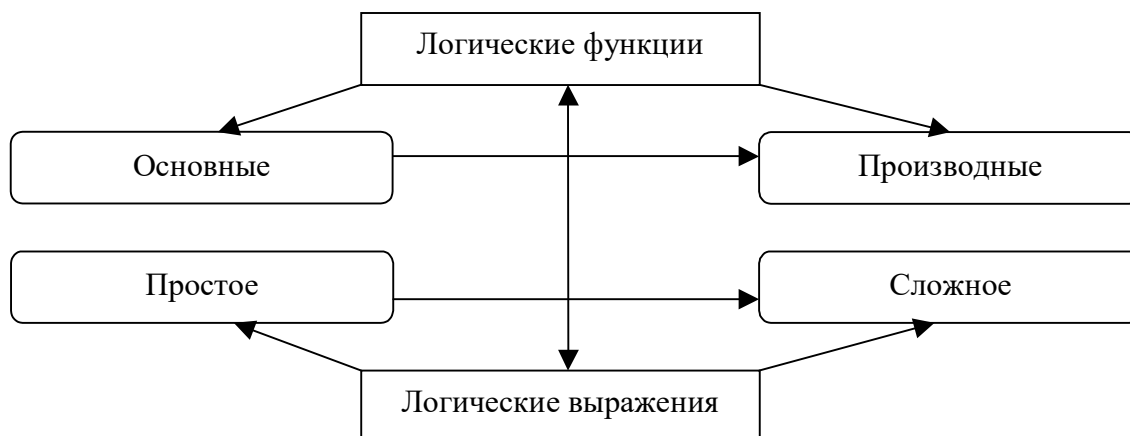 Логические функции
Основные
Производные
Простое
Сложное
Логические выражения